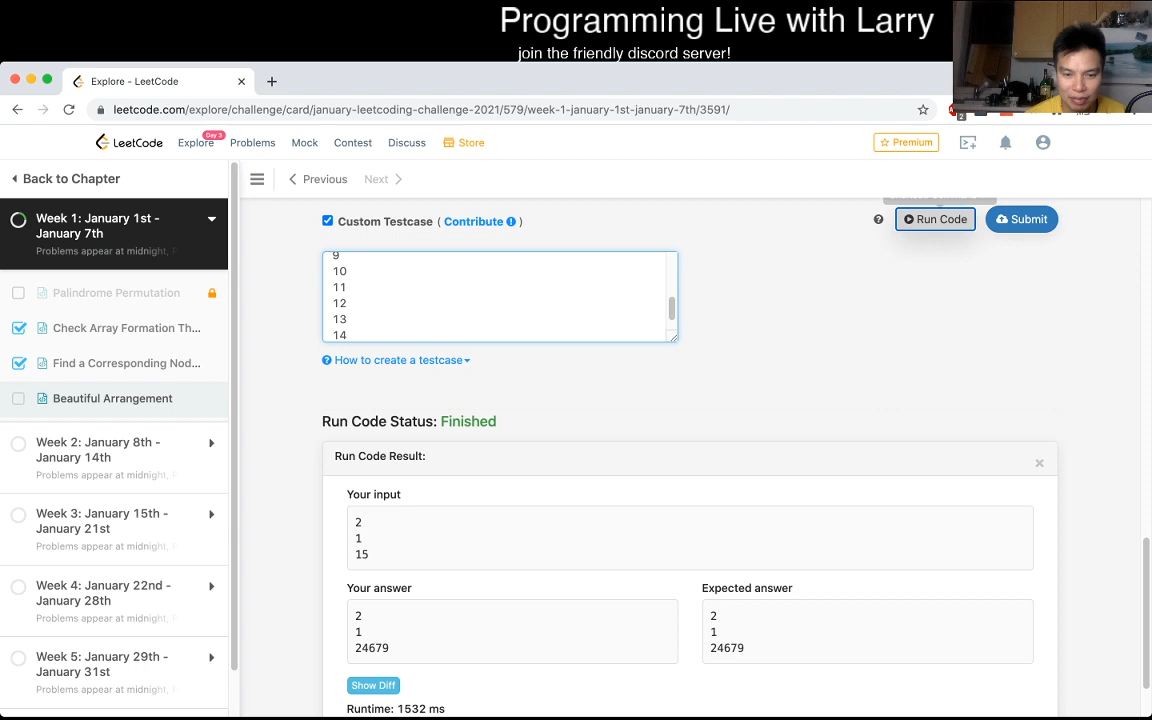 Programming Live with Larry
join the friendly discord server!
Explore - LeetCode
leetcode.com/explore/challenge/card/january-leetcoding-challenge-2021/579/week-1-january-1st-january-7th/3591/
2
LeetCode
Explore
Day 3
Problems
Mock
Contest
Discuss
Store
Premium
Back to Chapter
Previous
Next
Week 1: January 1st -
January 7th
Problems appear at midnight,
Palindrome Permutation
Check Array Formation Th...
Find a Corresponding Nod...
Beautiful Arrangement
Week 2: January 8th -
January 14th
Problems appear at midnight,
Week 3: January 15th -
January 21st
Problems appear at midnight,
Week 4: January 22nd -
January 28th
Problems appear at midnight,
Week 5: January 29th -
January 31st
Custom Testcase ( Contribute )
Run Code
Submit
9
10
11
12
13
14
How to create a testcase
Run Code Status: Finished
Run Code Result:
Your input
2
1
15
Your answer
2
1
24679
Expected answer
2
1
24679
Show Diff
Runtime: 1532 ms